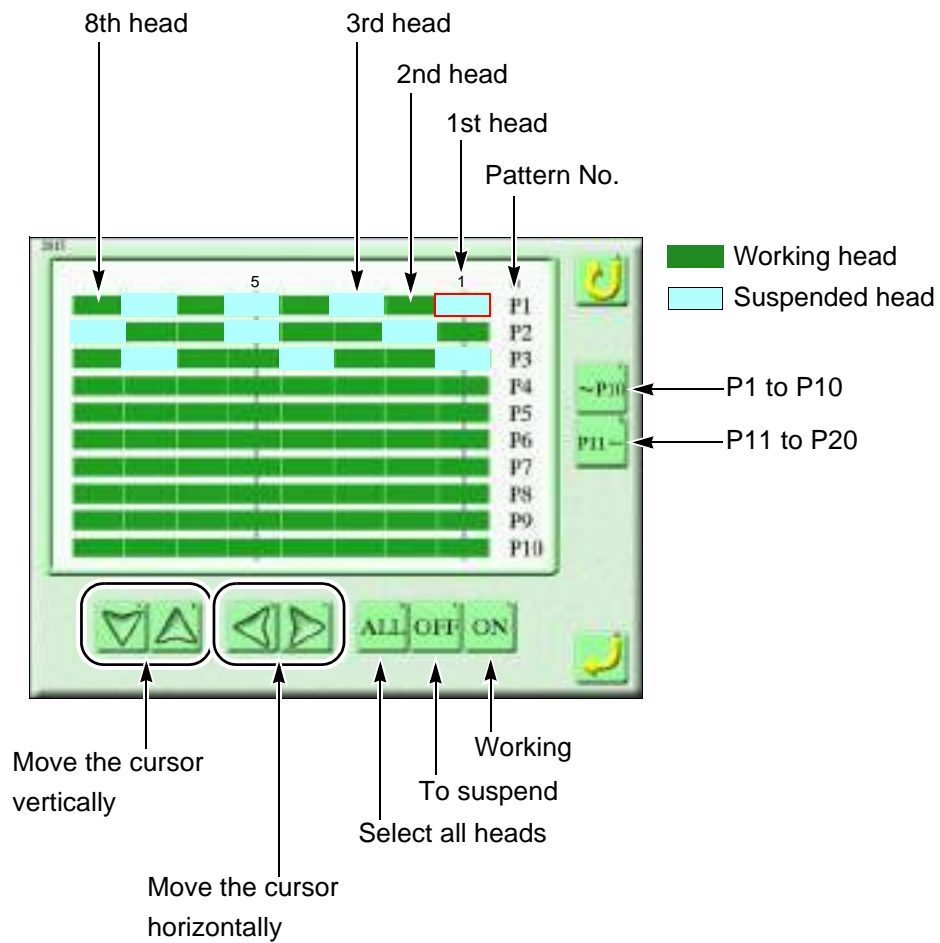 8th head
3rd head
2nd head
1st head
Pattern No.
5
1
P1
P2
P3
P4
P5
P6
P7
P8
P9
P10
Working head
Suspended head
~P10
P1 to P10
P11~
P11 to P20
ALL OFF ON
Move the cursor
vertically
Working
To suspend
Select all heads
Move the cursor
horizontally